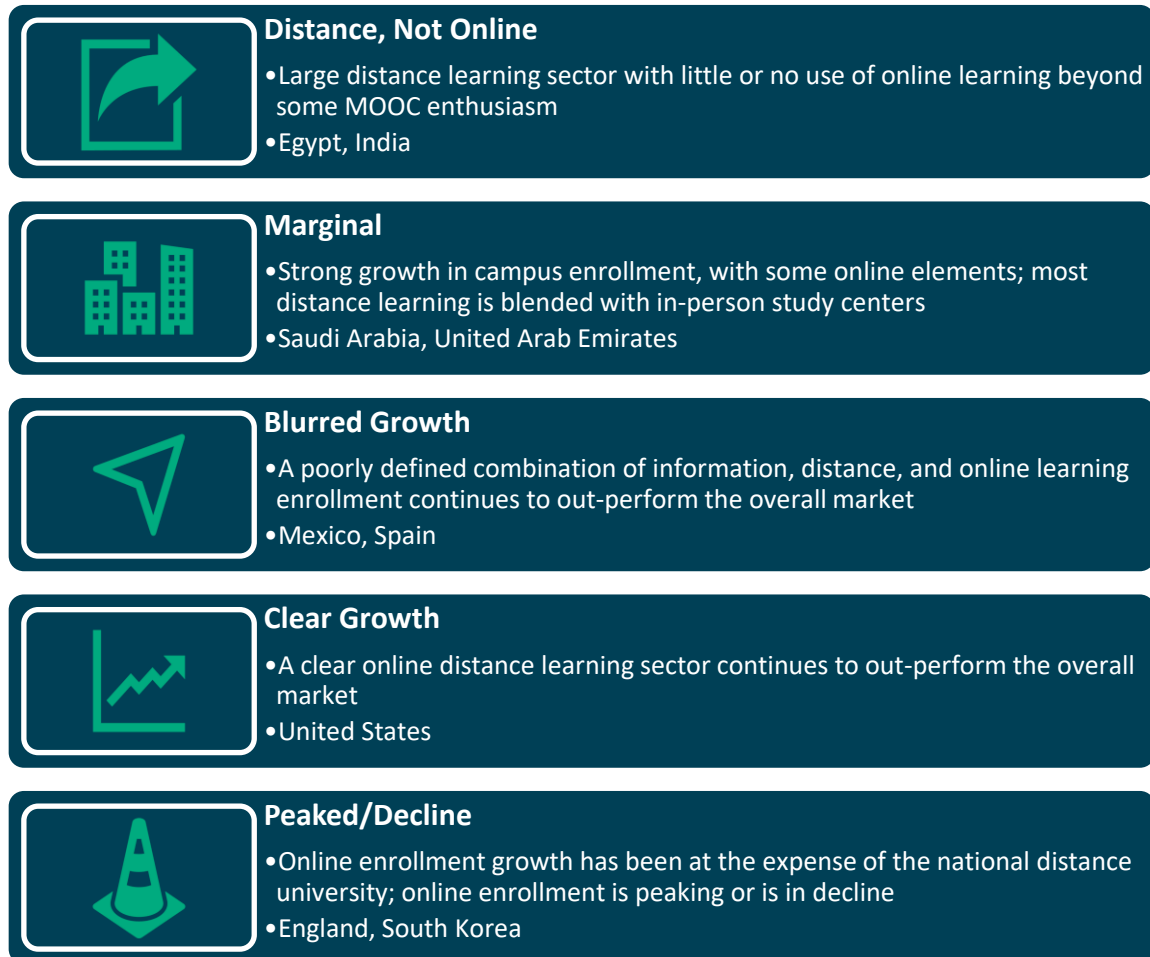 Distance, Not Online
•Large distance learning sector with little or no use of online learning beyond
some MOOC enthusiasm
•Egypt, India
Marginal
•Strong growth in campus enrollment, with some online elements; most
distance learning is blended with in-person study centers
•Saudi Arabia, United Arab Emirates
Blurred Growth
•A poorly defined combination of information, distance, and online learning
enrollment continues to out-perform the overall market
•Mexico, Spain
Clear Growth
•A clear online distance learning sector continues to out-perform the overall
market
•United States
Peaked/Decline
•Online enrollment growth has been at the expense of the national distance
university; online enrollment is peaking or is in decline
•England, South Korea